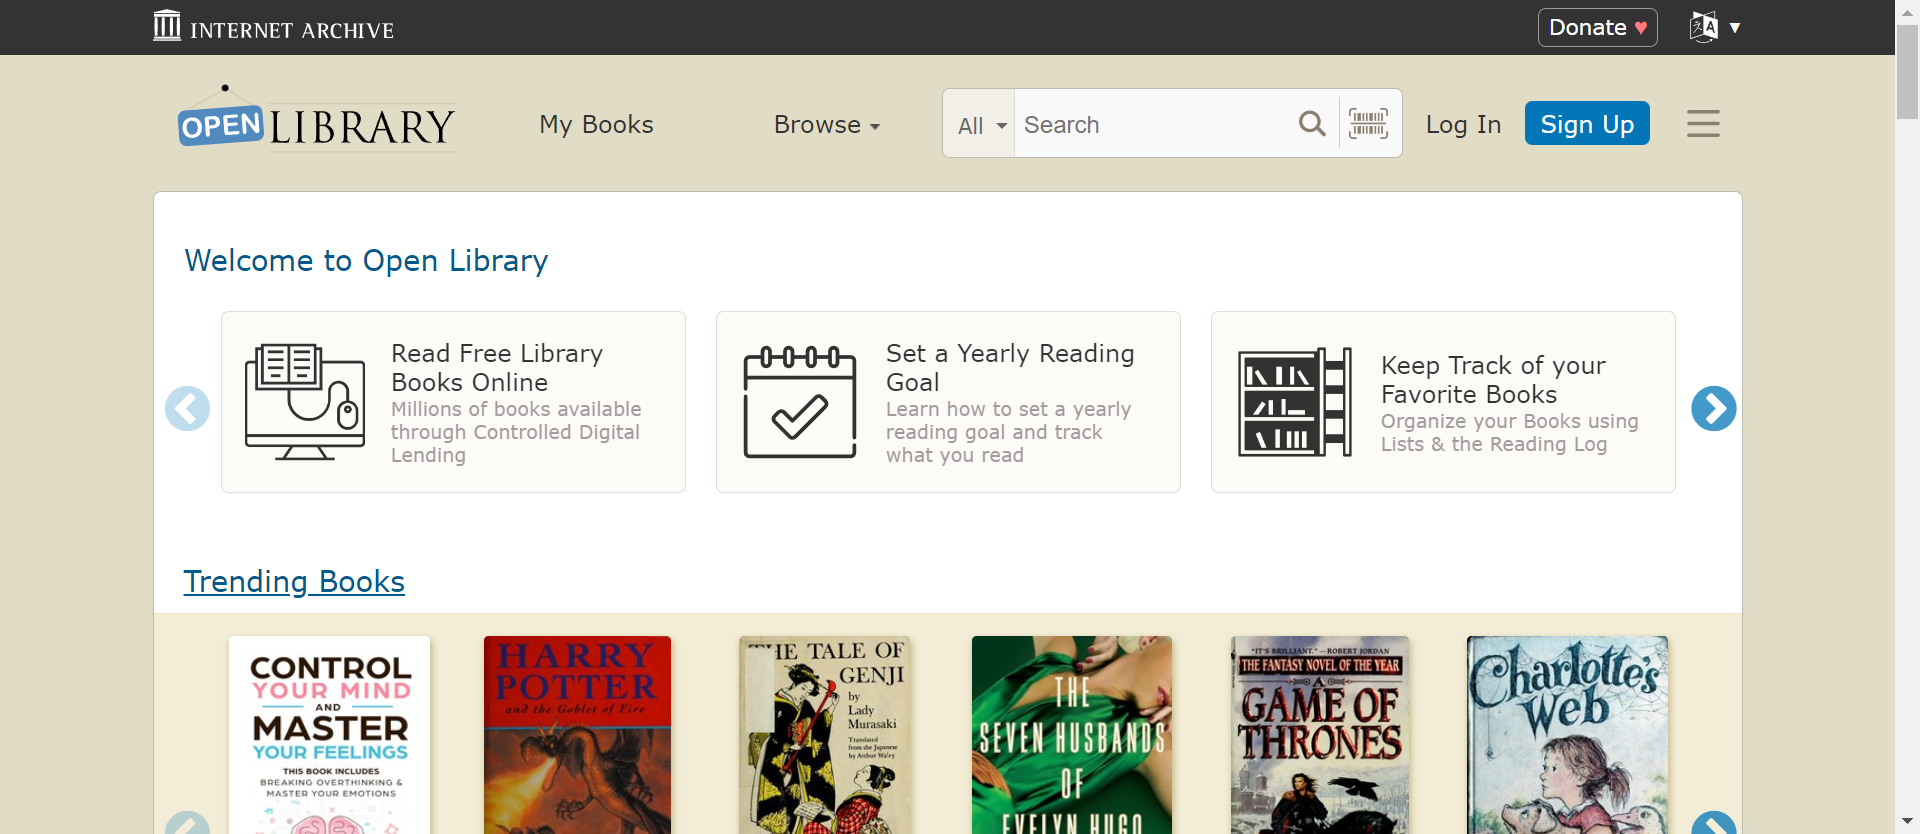 INTERNET ARCHIVE
Donate ♥
OPEN LIBRARY
My Books
Browse
All
Search
Log In
Sign Up
Welcome to Open Library
Read Free Library
Books Online
Millions of books available
through Controlled Digital
Lending
Set a Yearly Reading
Goal
Learn how to set a yearly
reading goal and track
what you read
Keep Track of your
Favorite Books
Organize your Books using
Lists & the Reading Log
Trending Books
CONTROL
YOUR MIND
AND
MASTER
YOUR FEELINGS
THIS BOOK INCLUDES
BREAKING OVERTHINKING &
MASTER YOUR EMOTIONS
HARRY
POTTER
and the Goblet of Fire
THE TALE OF
GENJI
by
Lady
Murasaki
Translated
from the Japanese
by Arthur Waley
THE
SEVEN HUSBANDS
OF
EVELYN HUGO
"IT'S BRILLIANT." —ROBERT JORDAN
THE FANTASY NOVEL OF THE YEAR
A
GAME OF
THRONES
Charlotte's
Web